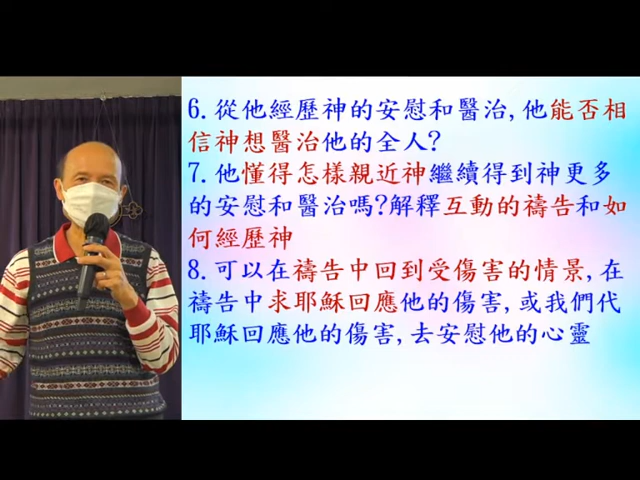 6.從他經歷神的安慰和醫治,他能否相
信神想醫治他的全人?
7.他懂得怎樣親近神繼續得到神更多
的安慰和醫治嗎?解釋互動的禱告和如
何經歷神
8.可以在禱告中回到受傷害的情景,在
禱告中求耶穌回應他的傷害,或我們代
耶穌回應他的傷害,去安慰他的心靈